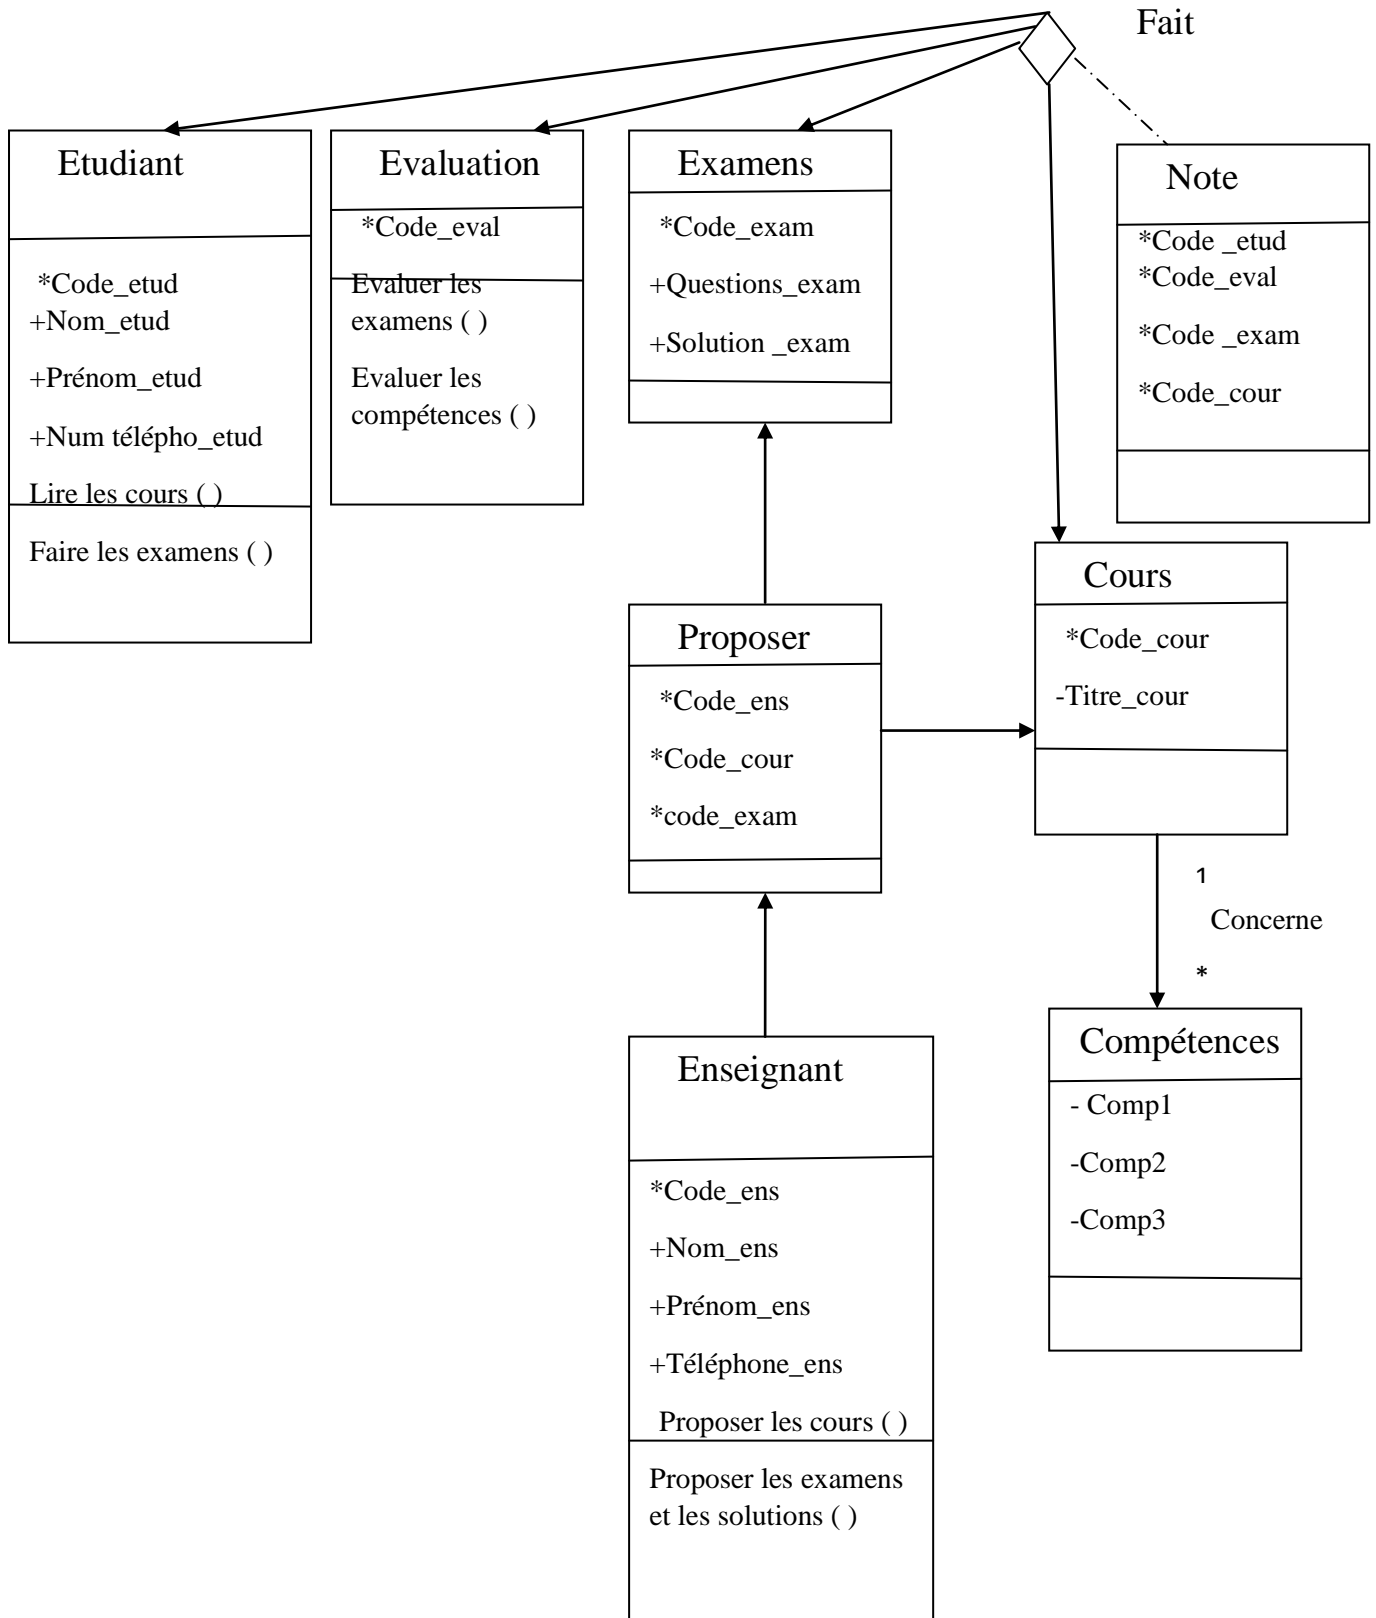 Fait
Etudiant
*Code_etud
+Nom_etud
+Prénom_etud
+Num télépho_etud
Lire les cours ( )
Faire les examens ( )
Evaluation
*Code_eval
Evaluer les
examens ( )
Evaluer les
compétences ( )
Examens
*Code_exam
+Questions_exam
+Solution _exam
Note
*Code _etud
*Code_eval
*Code _exam
*Code_cour
Proposer
*Code_ens
*Code_cour
*code_exam
Cours
*Code_cour
-Titre_cour
1
Concerne
*
Enseignant
*Code_ens
+Nom_ens
+Prénom_ens
+Téléphone_ens
Proposer les cours ( )
Proposer les examens
et les solutions ( )
Compétences
- Comp1
-Comp2
-Comp3